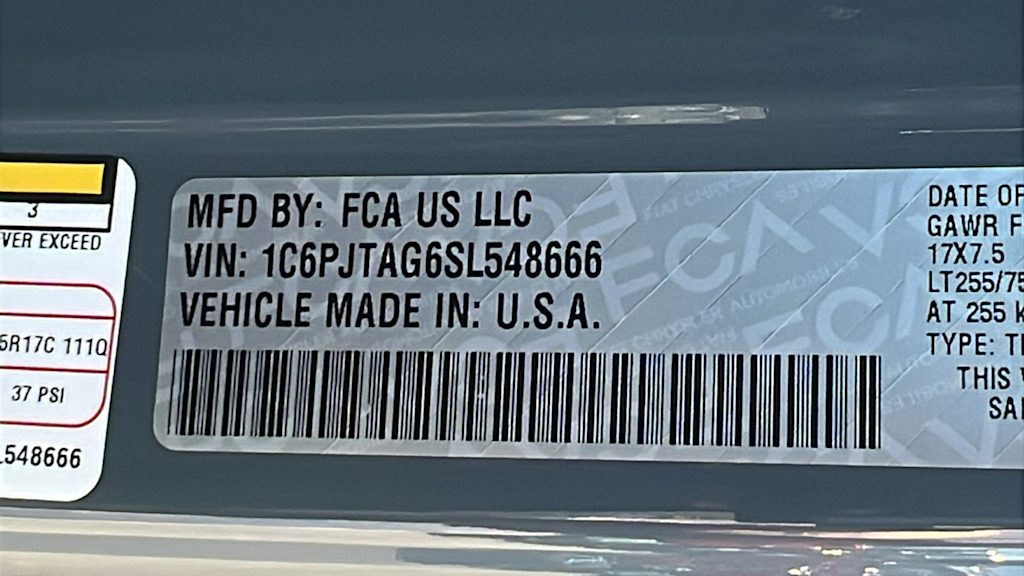 3
VER EXCEED
5R17C 111Q
37 PSI
L548666
MFD BY: FCA US LLC
VIN: 1C6PJTAG6SL548666
VEHICLE MADE IN: U.S.A.
DATE OF
GAWR F
17X7.5
LT255/75
AT 255 k
TYPE: T
THIS
SA